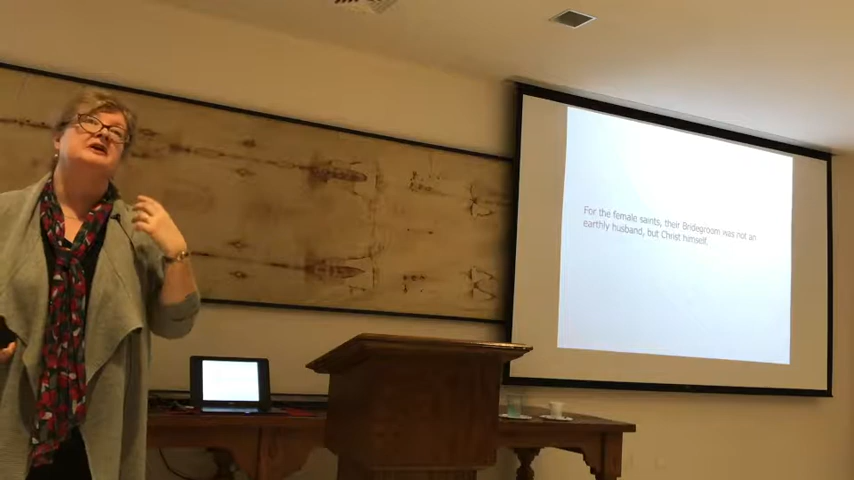 For the female saints, their Bridegroom was not an
earthly husband, but Christ himself.